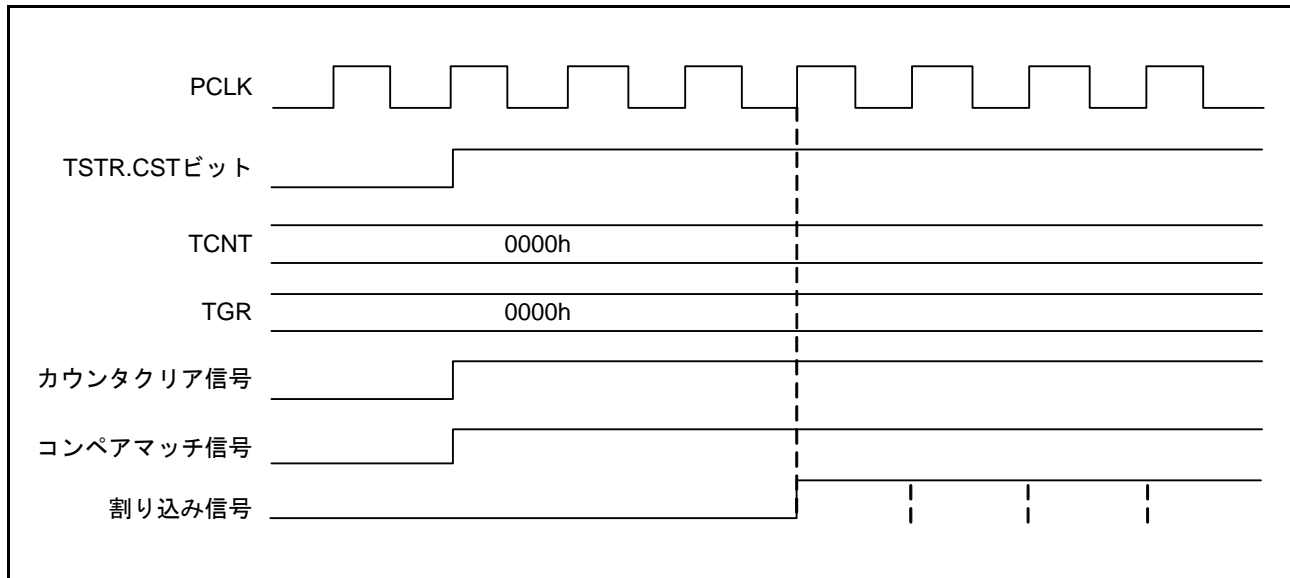 PCLK
TSTR.CSTビット
TCNT 0000h
TGR 0000h
カウンタクリア信号
コンペアマッチ信号
割り込み信号